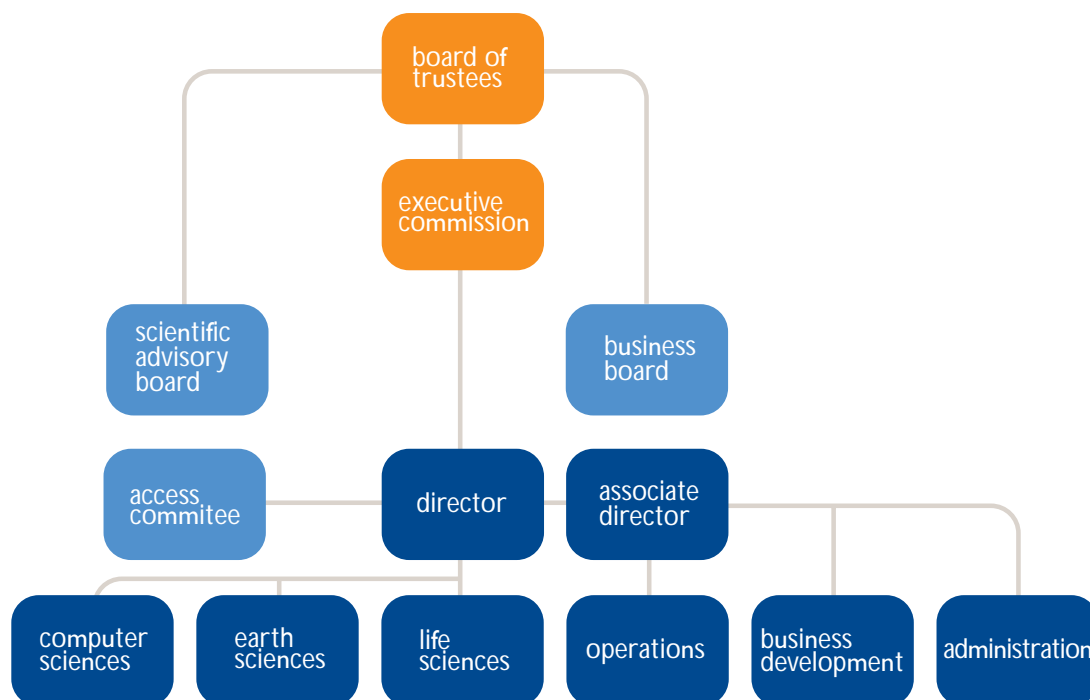 board of
trustees
executive
commission
scientific
advisory
board
business
board
access
commitee
director
associate
director
computer
sciences
earth
sciences
life
sciences
operations
business
development
administration